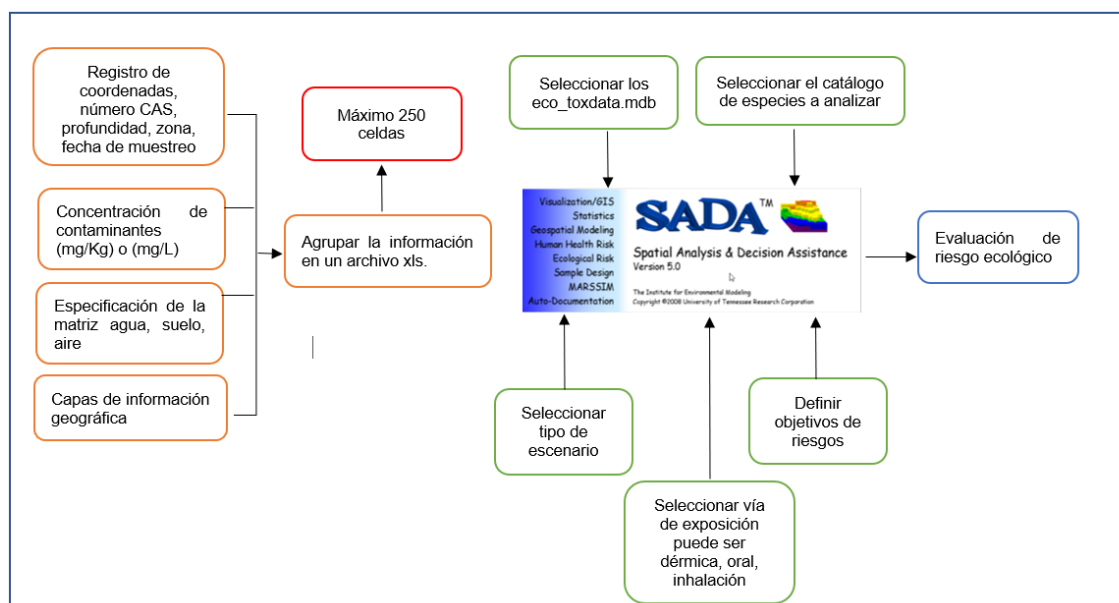 Registro de
coordenadas,
número CAS,
profundidad, zona,
fecha de muestreo
Concentración de
contaminantes
(mg/Kg) o (mg/L)
Especificación de la
matriz agua, suelo,
aire
Capas de información
geográfica
Máximo 250
celdas
Agrupar la información
en un archivo xls.
Seleccionar los
eco_toxdata.mdb
Seleccionar el catálogo
de especies a analizar
Visualization/GIS
Statistics
Geospatial Modeling
Human Health Risk
Ecological Risk
Sample Design
MARSSIM
Auto-Documentation
SADA™
Spatial Analysis & Decision Assistance
Version 5.0
The Institute for Environmental Modeling
Copyright ©2008 University of Tennessee Research Corporation
Evaluación de
riesgo ecológico
Seleccionar
tipo de
escenario
Seleccionar vía
de exposición
puede ser
dérmica, oral,
inhalación
Definir
objetivos de
riesgos